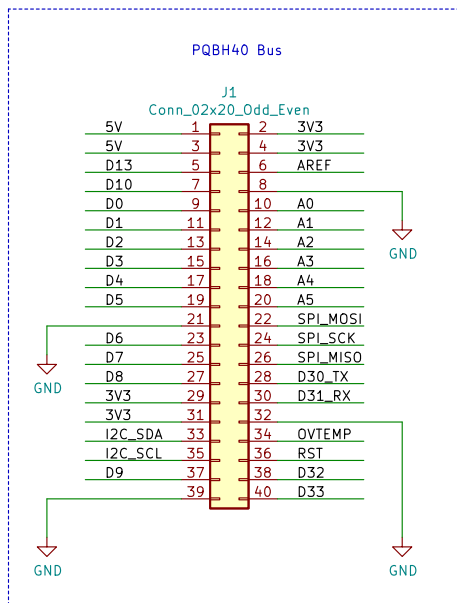 PQBH40 Bus
J1
Conn_02x20_Odd_Even
5V 1 2 3V3
5V 3 4 3V3
D13 5 6 AREF
D10 7 8
D0 9 10 A0
D1 11 12 A1
GND
D2 13 14 A2
D3 15 16 A3
D4 17 18 A4
D5 19 20 A5
21 22 SPI_MOSI
D6 23 24 SPI_SCK
D7 25 26 SPI_MISO
GND
D8 27 28 D30_TX
3V3 29 30 D31_RX
3V3 31 32
I2C_SDA 33 34 OVTEMP
I2C_SCL 35 36 RST
D9 37 38 D32
39 40 D33
GND GND